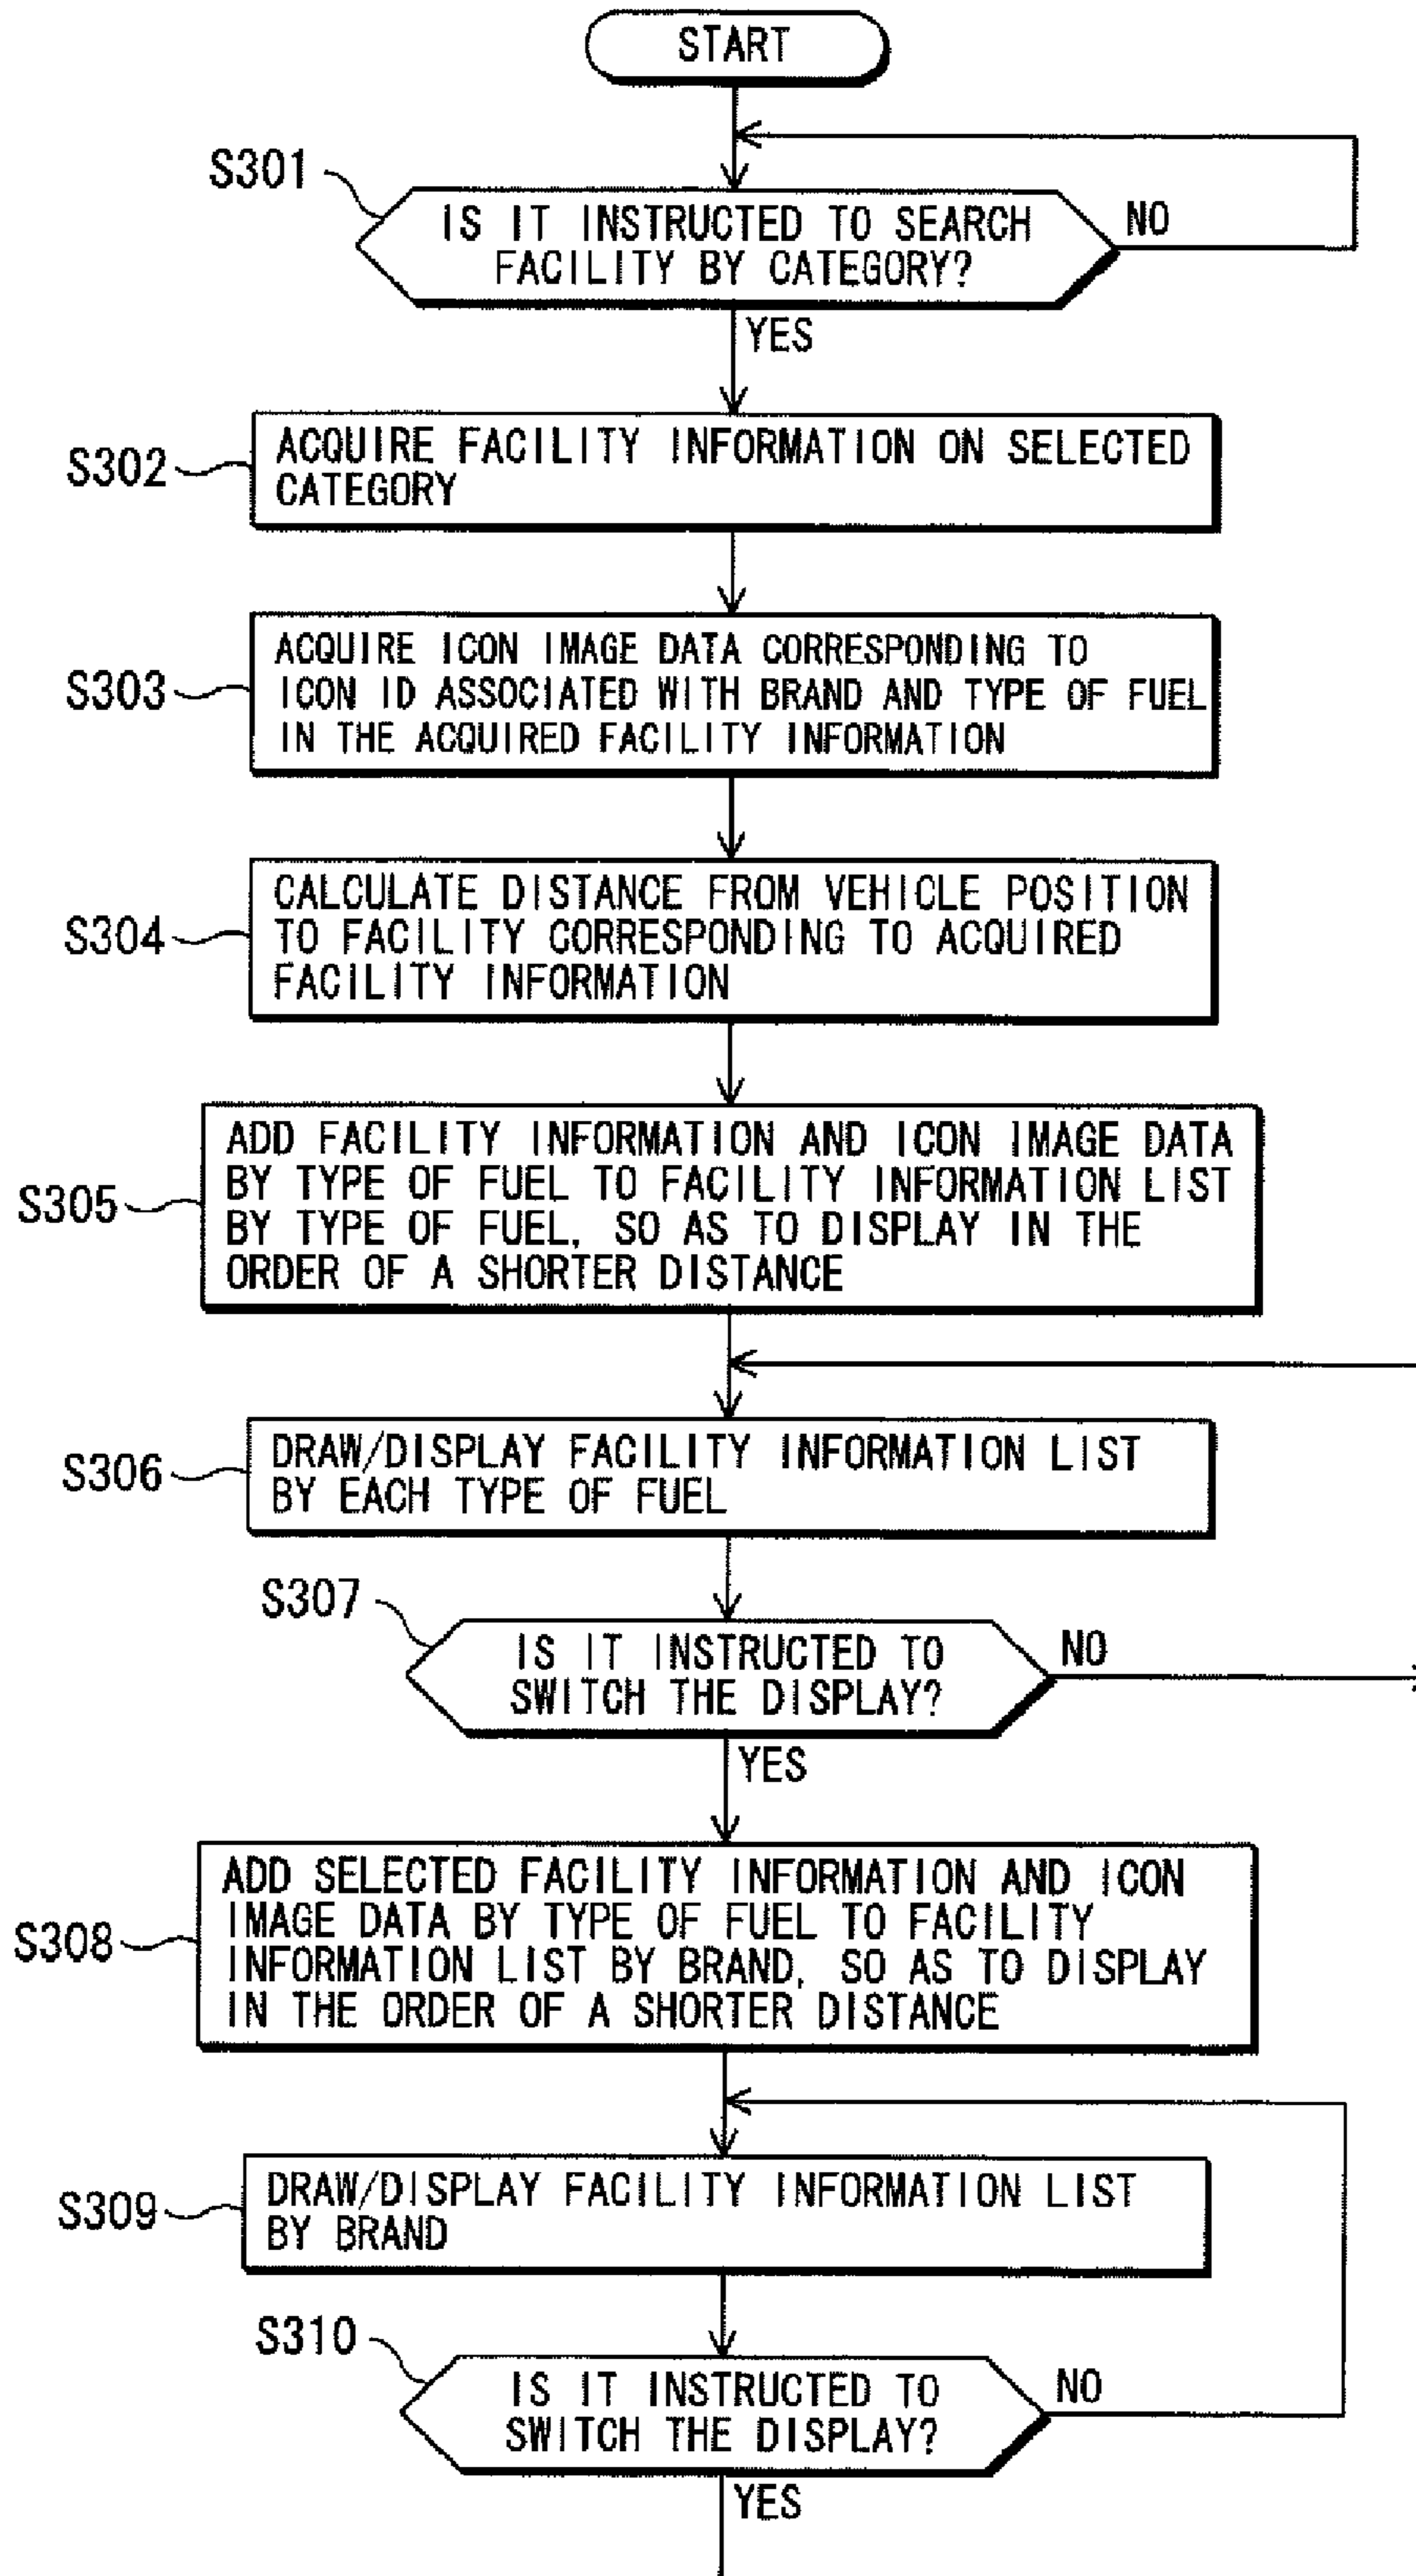 START
S301
IS IT INSTRUCTED TO SEARCH
FACILITY BY CATEGORY?
NO
YES
S302
ACQUIRE FACILITY INFORMATION ON SELECTED
CATEGORY
S303
ACQUIRE ICON IMAGE DATA CORRESPONDING TO
ICON ID ASSOCIATED WITH BRAND AND TYPE OF FUEL
IN THE ACQUIRED FACILITY INFORMATION
S304
CALCULATE DISTANCE FROM VEHICLE POSITION
TO FACILITY CORRESPONDING TO ACQUIRED
FACILITY INFORMATION
S305
ADD FACILITY INFORMATION AND ICON IMAGE DATA
BY TYPE OF FUEL TO FACILITY INFORMATION LIST
BY TYPE OF FUEL, SO AS TO DISPLAY IN THE
ORDER OF A SHORTER DISTANCE
S306
DRAW/DISPLAY FACILITY INFORMATION LIST
BY EACH TYPE OF FUEL
S307
IS IT INSTRUCTED TO
SWITCH THE DISPLAY?
NO
YES
S308
ADD SELECTED FACILITY INFORMATION AND ICON
IMAGE DATA BY TYPE OF FUEL TO FACILITY
INFORMATION LIST BY BRAND, SO AS TO DISPLAY
IN THE ORDER OF A SHORTER DISTANCE
S309
DRAW/DISPLAY FACILITY INFORMATION LIST
BY BRAND
S310
IS IT INSTRUCTED TO
SWITCH THE DISPLAY?
NO
YES